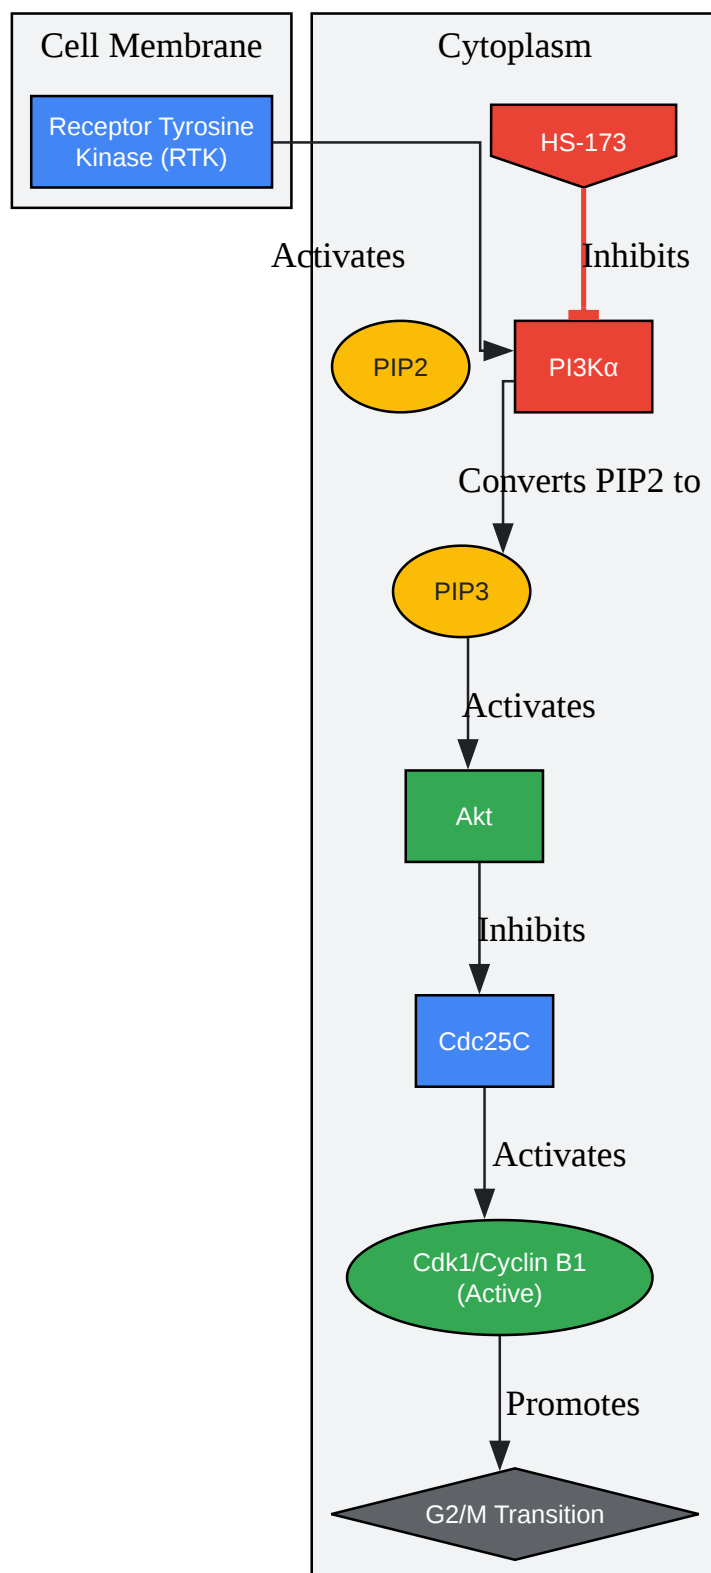 Cell Membrane
Cytoplasm
Receptor Tyrosine
Kinase (RTK)
HS-173
Activates
Inhibits
PIP2
PI3Kα
Converts PIP2 to
PIP3
Activates
Akt
Inhibits
Cdc25C
Activates
Cdk1/Cyclin B1
(Active)
Promotes
G2/M Transition